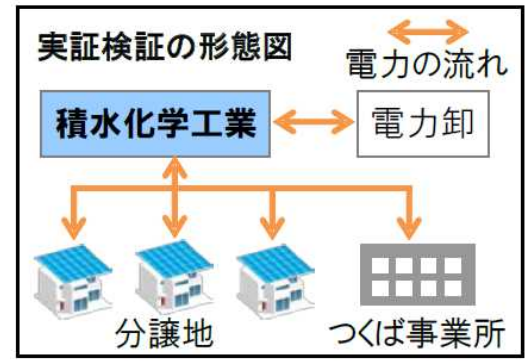 実証検証の形態図
電力の流れ
積水化学工業
電力卸
分譲地
つくば事業所